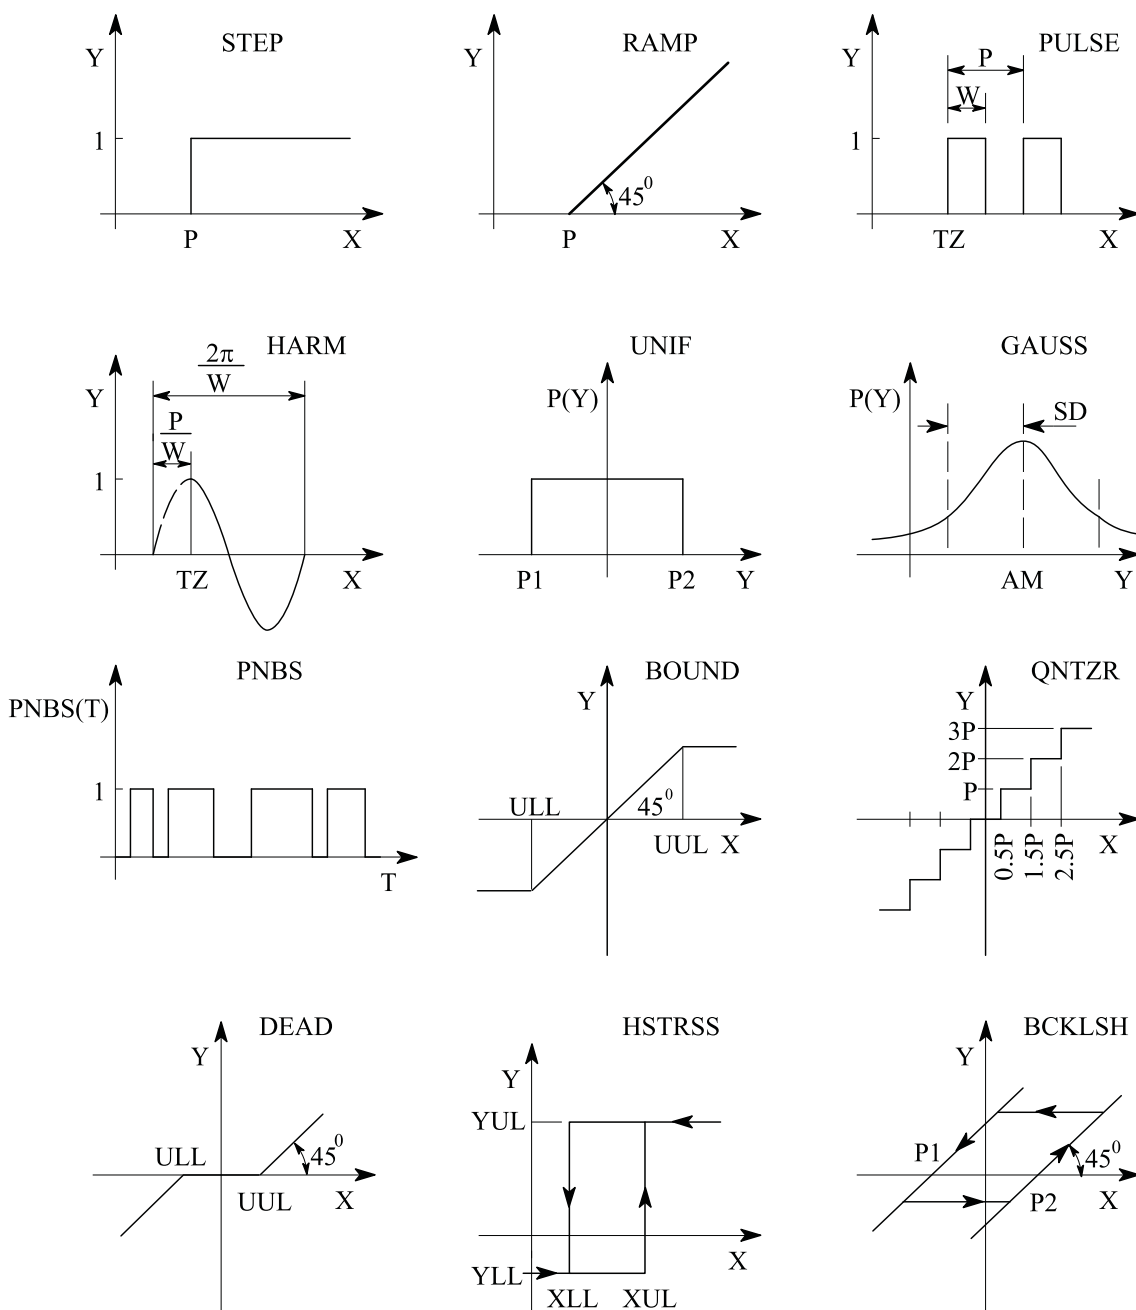 STEP
Y
1
P
X
RAMP
Y
45⁰
P
X
PULSE
Y
P
W
1
TZ
X
HARM
2π
W
Y
P
W
1
TZ
X
UNIF
P(Y)
P1
P2
Y
GAUSS
P(Y)
SD
AM
Y
PNBS
PNBS(T)
1
T
BOUND
Y
ULL
45⁰
UUL
X
QNTZR
Y
3P
2P
P
0.5P
1.5P
2.5P
X
DEAD
Y
ULL
45⁰
UUL
X
HSTRSS
Y
YUL
X
YLL
XLL
XUL
BCKLSH
Y
P1
45⁰
P2
X